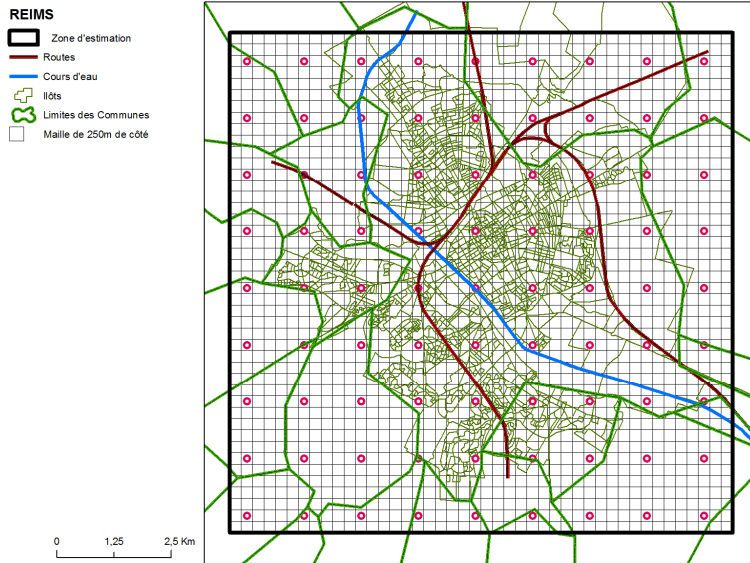 REIMS
Zone d'estimation
Routes
Cours d'eau
Ilôts
Limites des Communes
Maille de 250m de côté
0 1,25 2,5 Km